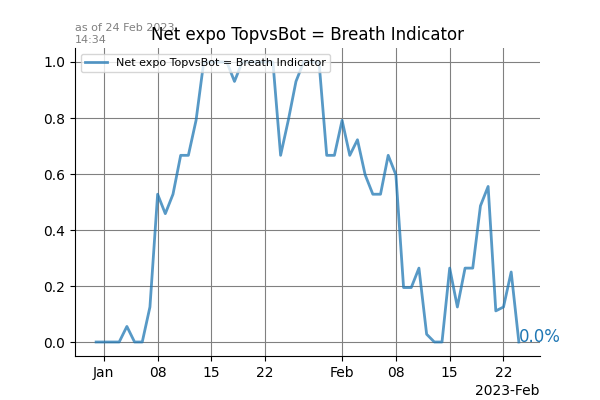 as of 24 Feb 2023
14:34
Net expo TopvsBot = Breath Indicator
Net expo TopvsBot = Breath Indicator
1.0
0.8
0.6
0.4
0.2
0.0
0.0%
Jan 08 15 22 Feb 08 15 22
2023-Feb